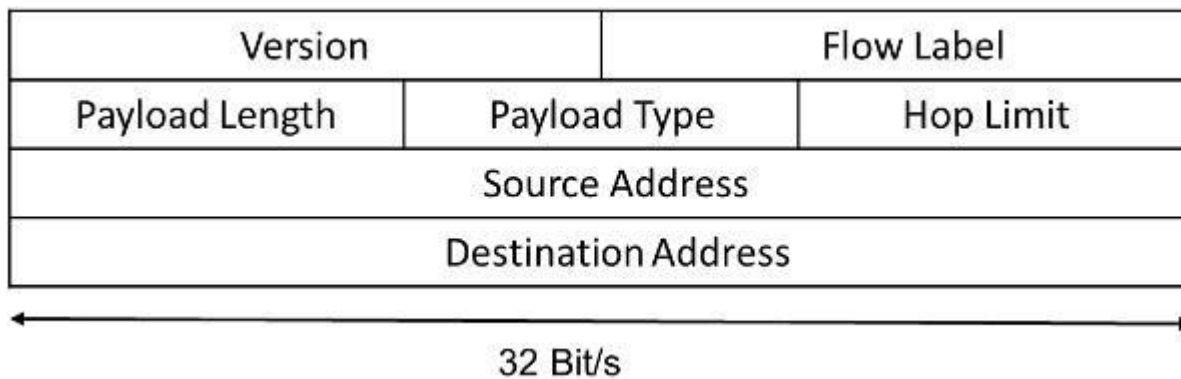 Version Flow Label
Payload Length Payload Type Hop Limit
Source Address
Destination Address
32 Bit/s